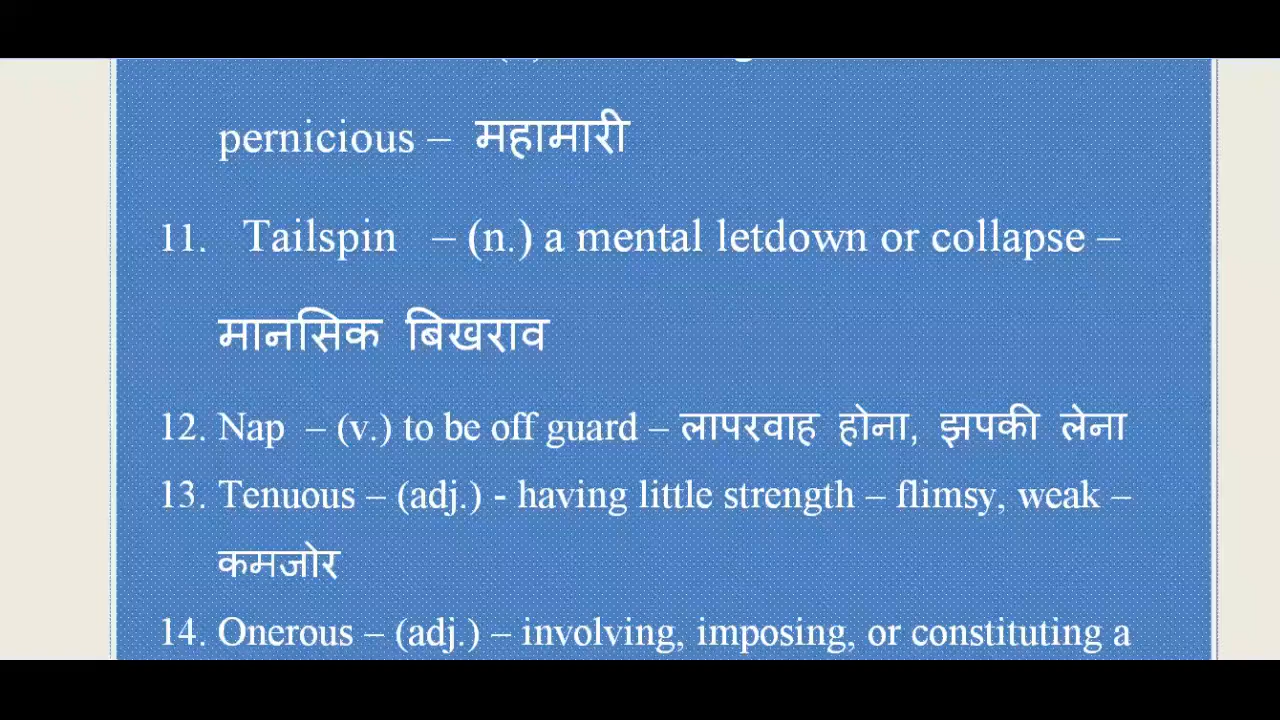 pernicious – महामारी
11. Tailspin – (n.) a mental letdown or collapse –
मानसिक बिखराव
12. Nap – (v.) to be off guard – लापरवाह होना, झपकी लेना
13. Tenuous – (adj.) - having little strength – flimsy, weak –
कमजोर
14. Onerous – (adj.) – involving, imposing, or constituting a